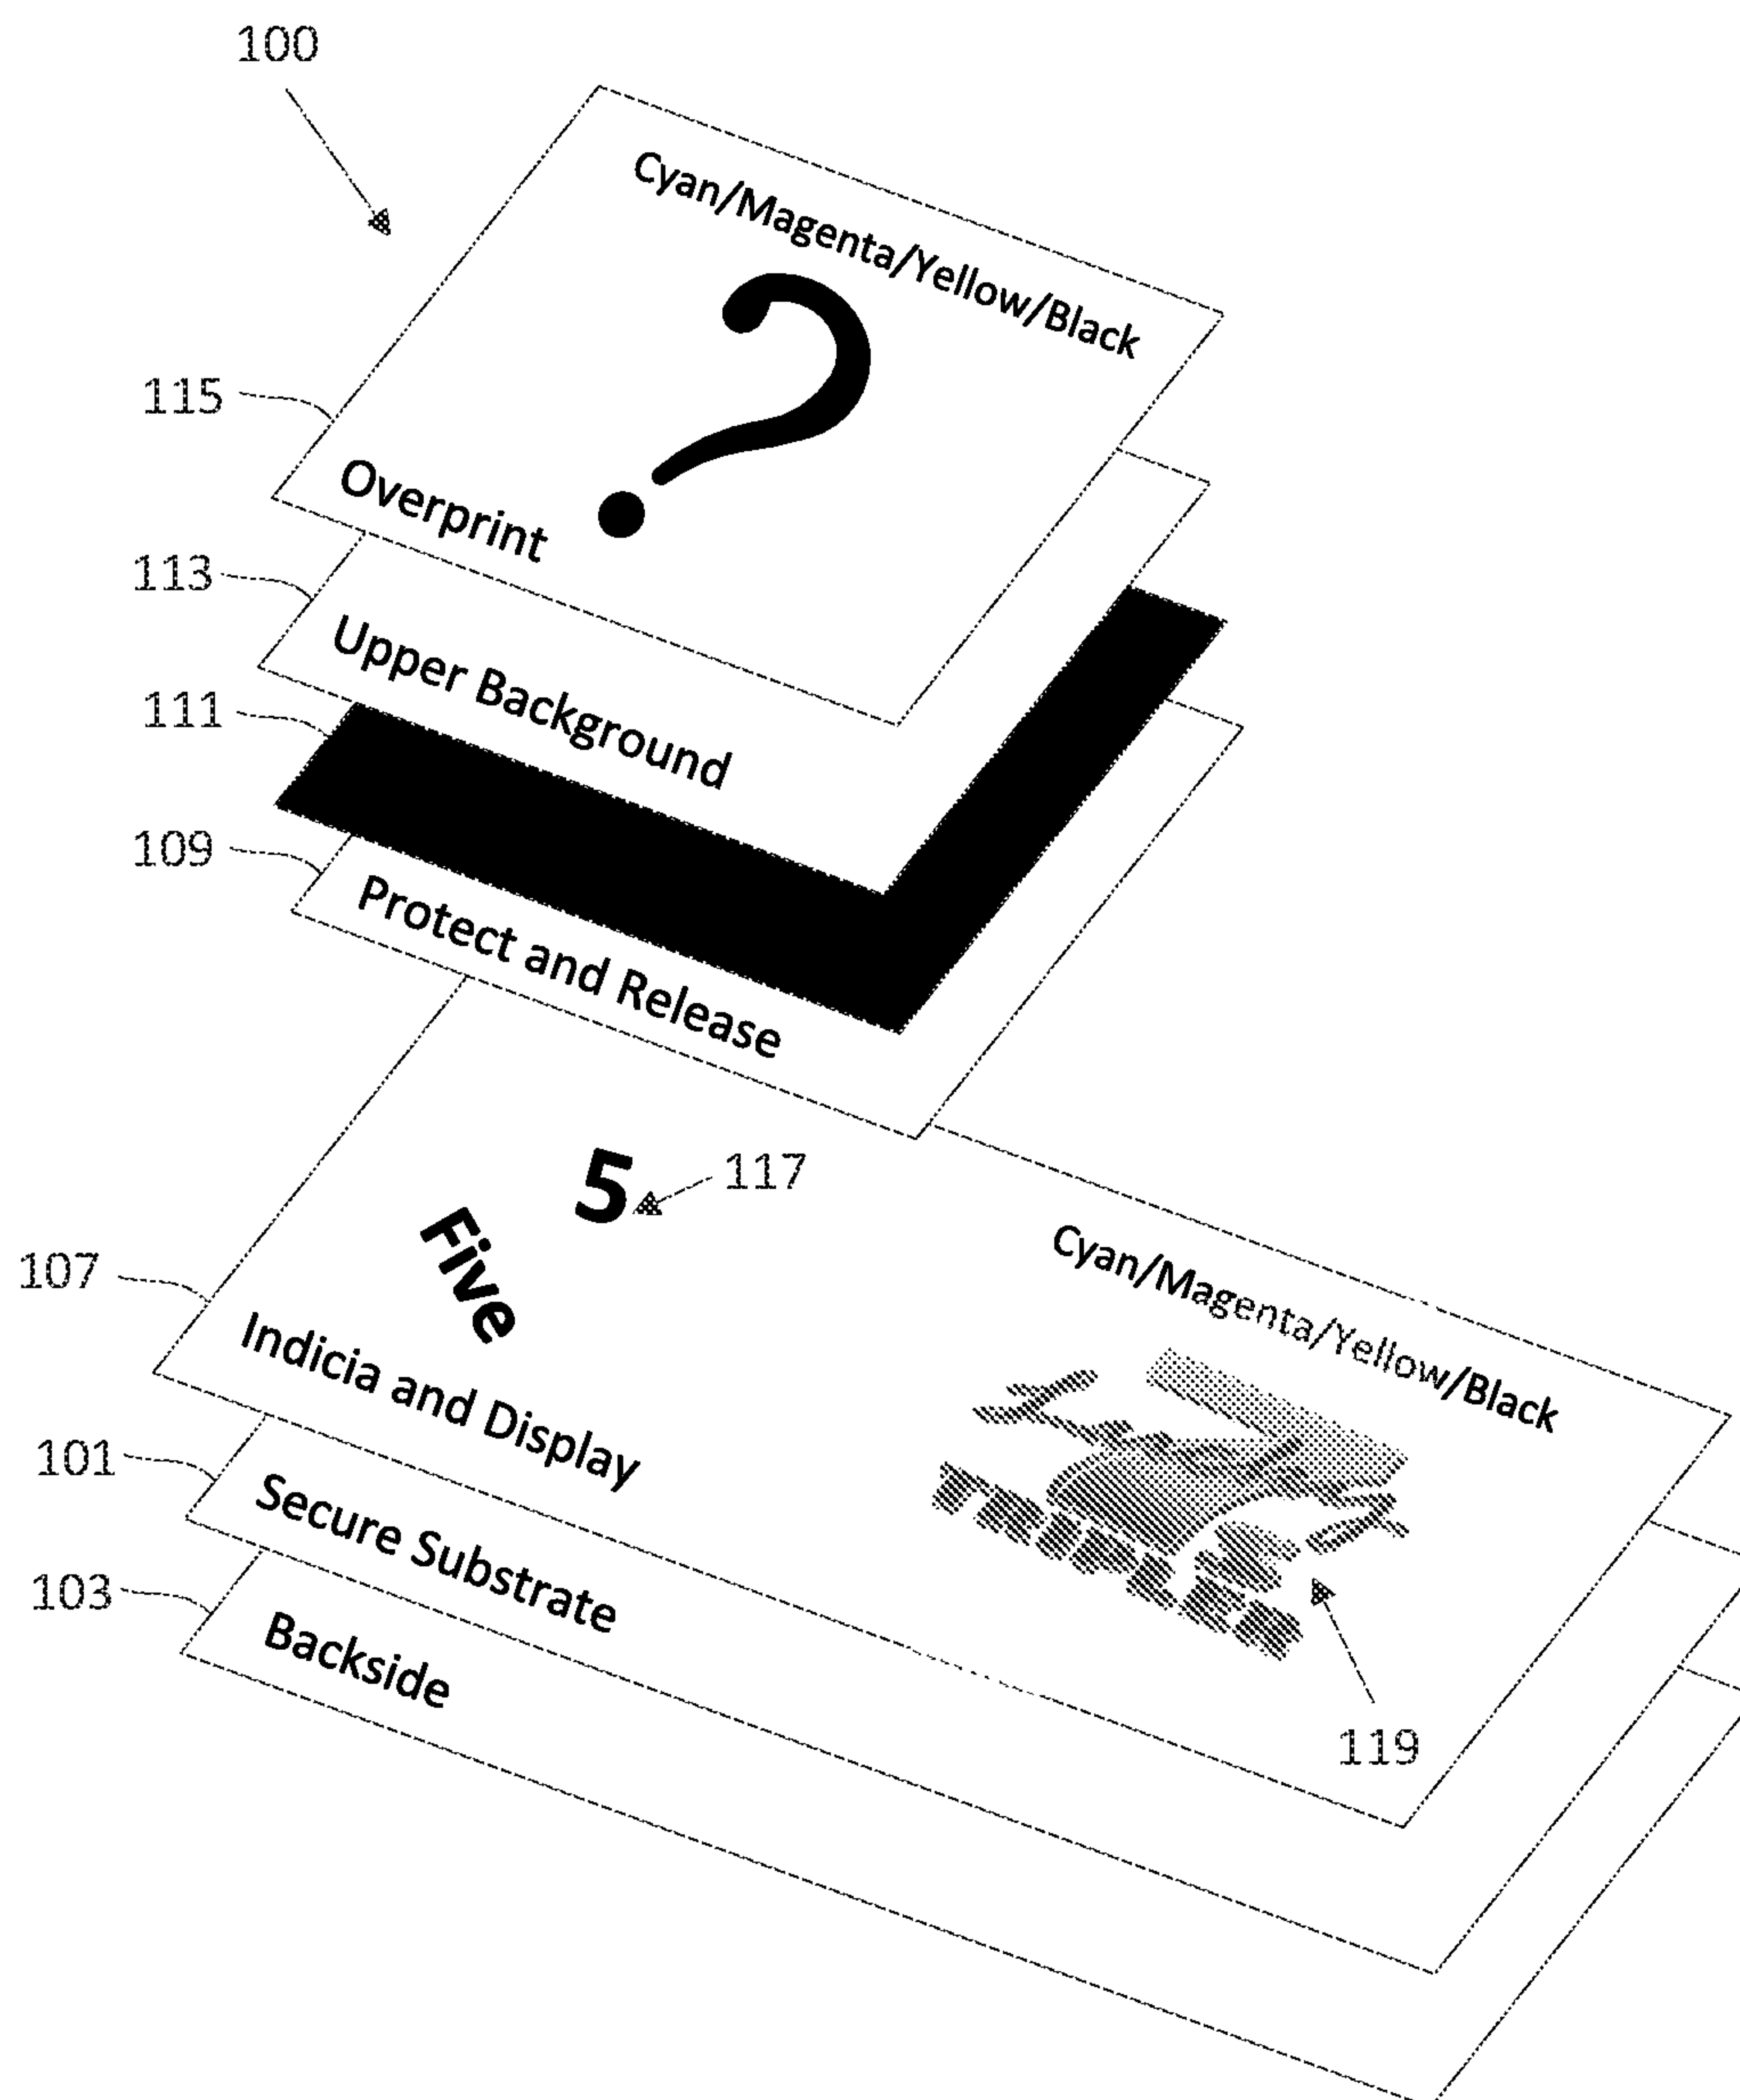 100
Cyan/Magenta/Yellow/Black
?
115
Overprint
113
Upper Background
111
109
Protect and Release
5
117
Five
107
Cyan/Magenta/Yellow/Black
Indicia and Display
TRIPLER
101
Secure Substrate
103
Backside
119